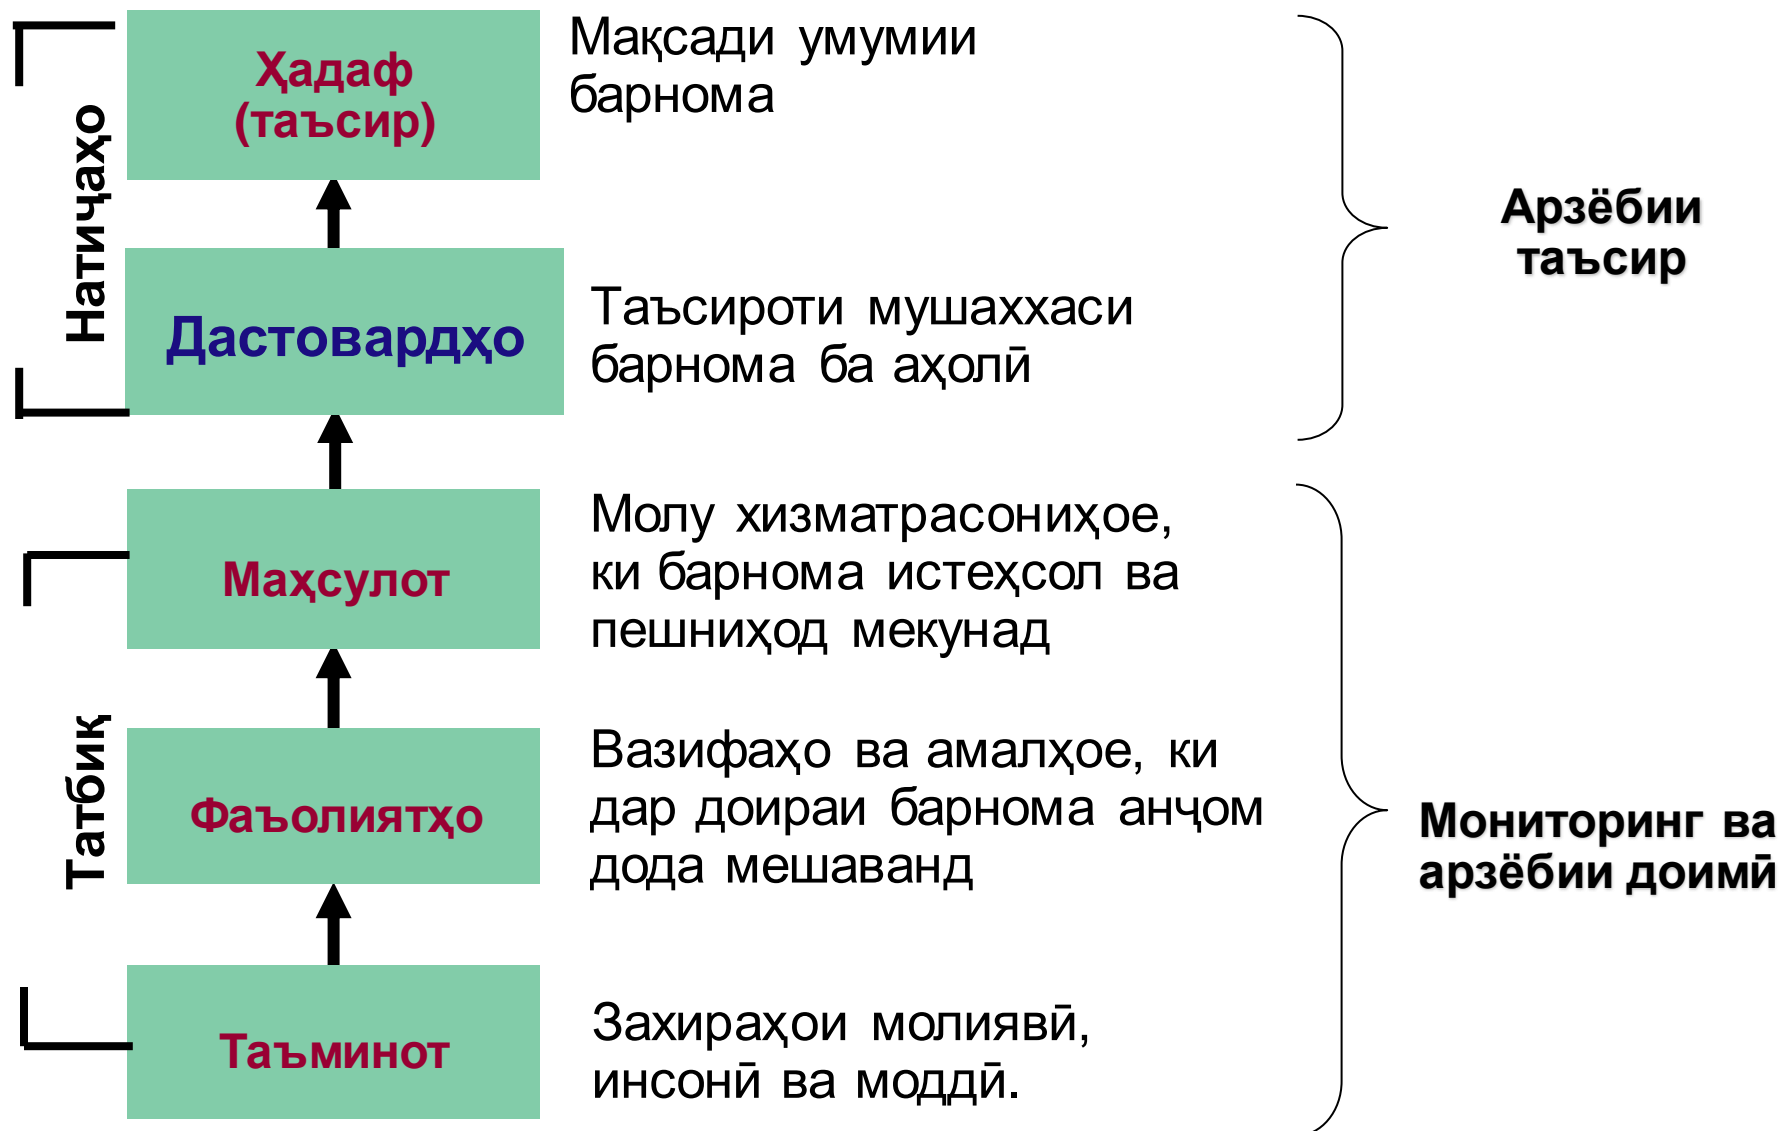 Натиҷаҳо
Ҳадаф
(таъсир)
Мақсади умумии
барнома
Арзёбии
таъсир
Дастовардҳо
Таъсироти мушаххаси
барнома ба аҳолӣ
Татбиқ
Маҳсулот
Молу хизматрасониҳое,
ки барнома истеҳсол ва
пешниҳод мекунад
Фаъолиятҳо
Вазифаҳо ва амалҳое, ки
дар доираи барнома анҷом
дода мешаванд
Мониторинг ва
арзёбии доимӣ
Таъминот
Захираҳои молиявӣ,
инсонӣ ва моддӣ.